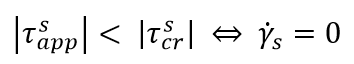 |τ^s_app| < |τ^s_cr| ⇔ γ̇_s = 0